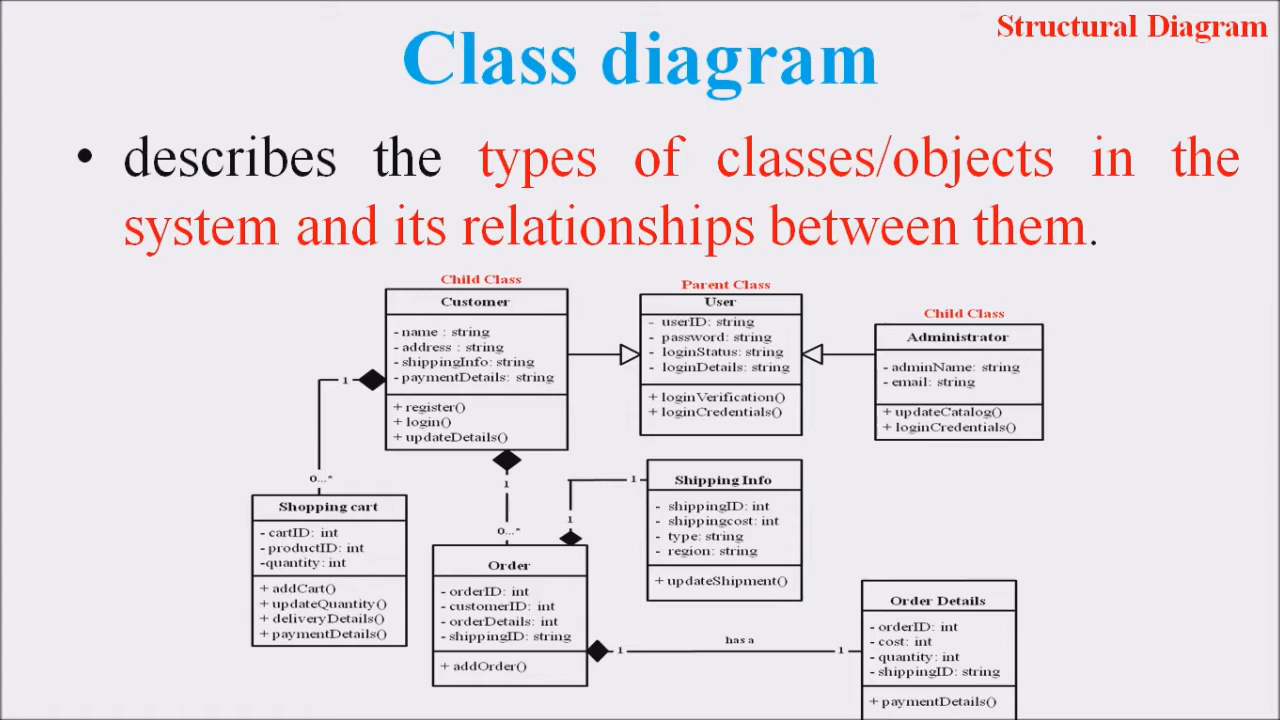 Structural Diagram
Class diagram
• describes the types of classes/objects in the
system and its relationships between them.
Child Class
Customer
- name : string
- address : string
- shippingInfo: string
- paymentDetails: string
+ register()
+ login()
+ updateDetails()
Parent Class
User
- userID: string
- password: string
- loginStatus: string
- loginDetails: string
+ loginVerification()
+ loginCredentials()
Child Class
Administrator
- adminName: string
- email: string
+ updateCatalog()
+ loginCredentials()
1
0...*
1
0...*
1
1
Shopping cart
- cartID: int
- productID: int
-quantity: int
+ addCart()
+ updateQuantity()
+ deliveryDetails()
+ paymentDetails()
Order
- orderID: int
- customerID: int
- orderDetails: int
- shippingID: string
+ addOrder()
Shipping Info
- shippingID: int
- shippingcost: int
- type: string
- region: string
+ updateShipment()
1
has a
1
Order Details
- orderID: int
- cost: int
- quantity: int
- shippingID: string
+ paymentDetails()